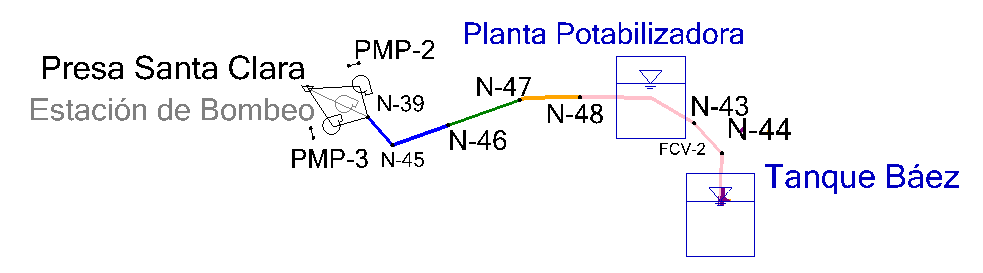 Planta Potabilizadora
PMP-2
Presa Santa Clara
N-47
Estación de Bombeo
N-39
N-48
N-43
N-44
N-46
FCV-2
PMP-3
N-45
Tanque Báez